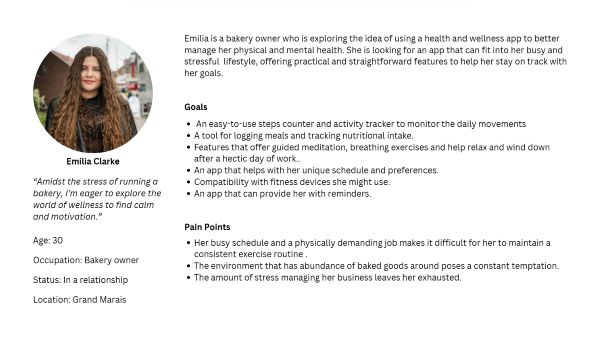 Emilia is a bakery owner who is exploring the idea of using a health and wellness app to better
manage her physical and mental health. She is looking for an app that can fit into her busy and
stressful lifestyle, offering practical and straightforward features to help her stay on track with
her goals.
Goals
• An easy-to-use steps counter and activity tracker to monitor the daily movements
• A tool for logging meals and tracking nutritional intake.
• Features that offer guided meditation, breathing exercises and help relax and wind down
after a hectic day of work..
• An app that helps with her unique schedule and preferences.
• Compatibility with fitness devices she might use.
• An app that can provide her with reminders.
Pain Points
• Her busy schedule and a physically demanding job makes it difficult for her to maintain a
consistent exercise routine .
• The environment that has abundance of baked goods around poses a constant temptation.
• The amount of stress managing her business leaves her exhausted.
Emilia Clarke
“Amidst the stress of running a
bakery, I'm eager to explore the
world of wellness to find calm
and motivation.”
Age: 30
Occupation: Bakery owner
Status: In a relationship
Location: Grand Marais